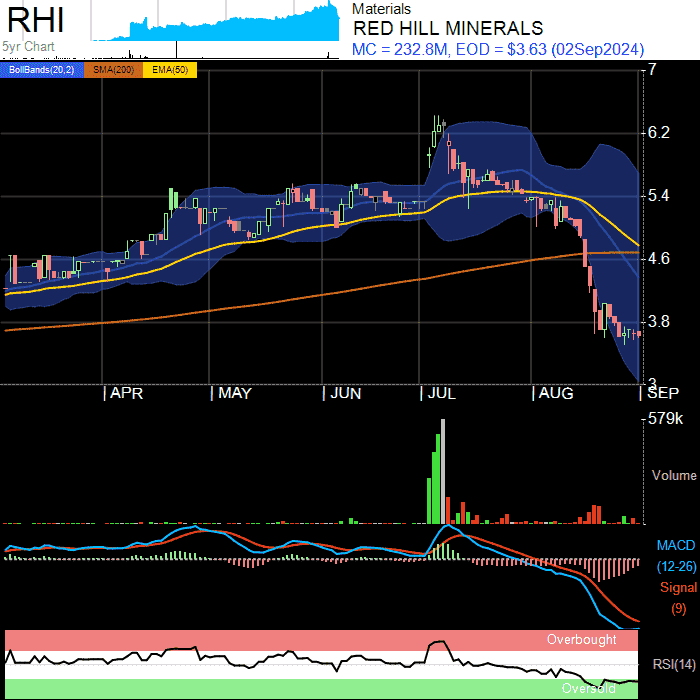 RHI
5yr Chart
Materials
RED HILL MINERALS
MC = 232.8M, EOD = $3.63 (02Sep2024)
BollBands(20,2) SMA(200) EMA(50)
7
6.2
5.4
4.6
3.8
3
APR MAY JUN JUL AUG SEP
579k
Volume
MACD
(12-26)
Signal
(9)
Overbought
RSI(14)
Oversold